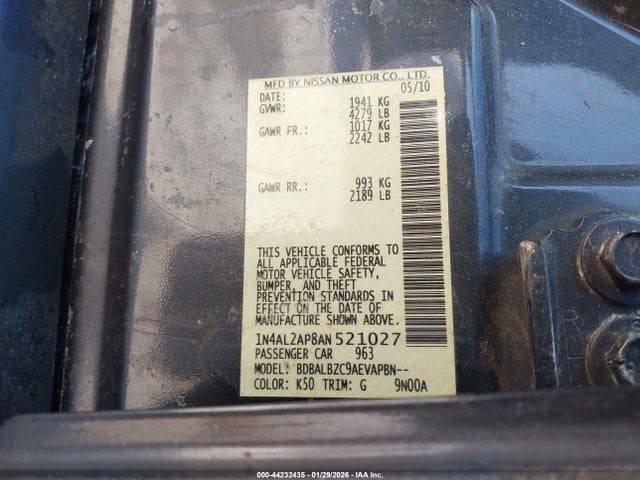 MFD BY NISSAN MOTOR CO., LTD.
DATE: 05/10
GVWR: 1941 KG
4279 LB
GAWR FR.: 1017 KG
2242 LB
GAWR RR.: 993 KG
2189 LB
THIS VEHICLE CONFORMS TO
ALL APPLICABLE FEDERAL
MOTOR VEHICLE SAFETY,
BUMPER, AND THEFT
PREVENTION STANDARDS IN
EFFECT ON THE DATE OF
MANUFACTURE SHOWN ABOVE.
1N4AL2AP8AN521027
PASSENGER CAR 963
MODEL: BDBALBZC9AEVAPBN--
COLOR: K50 TRIM: G 9N00A
000-44232435 - 01/29/2026 - IAA, Inc.